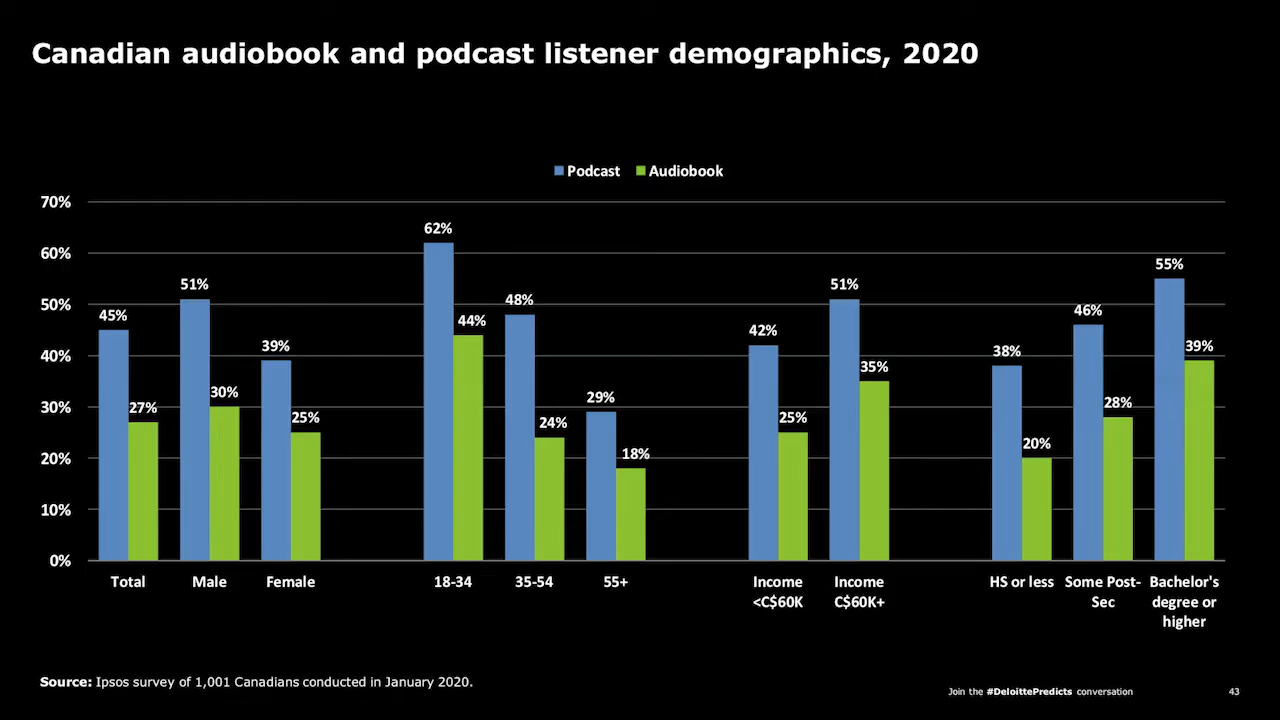 Canadian audiobook and podcast listener demographics, 2020
Podcast Audiobook
70%
60%
50%
40%
30%
20%
10%
0%
45%
27%
51%
30%
39%
25%
62%
44%
48%
24%
29%
18%
42%
25%
51%
35%
38%
20%
46%
28%
55%
39%
Total
Male
Female
18-34
35-54
55+
Income
<C$60K
Income
C$60K+
HS or less
Some Post-
Sec
Bachelor's
degree or
higher
Source: Ipsos survey of 1,001 Canadians conducted in January 2020.
Join the #DeloittePredicts conversation
43